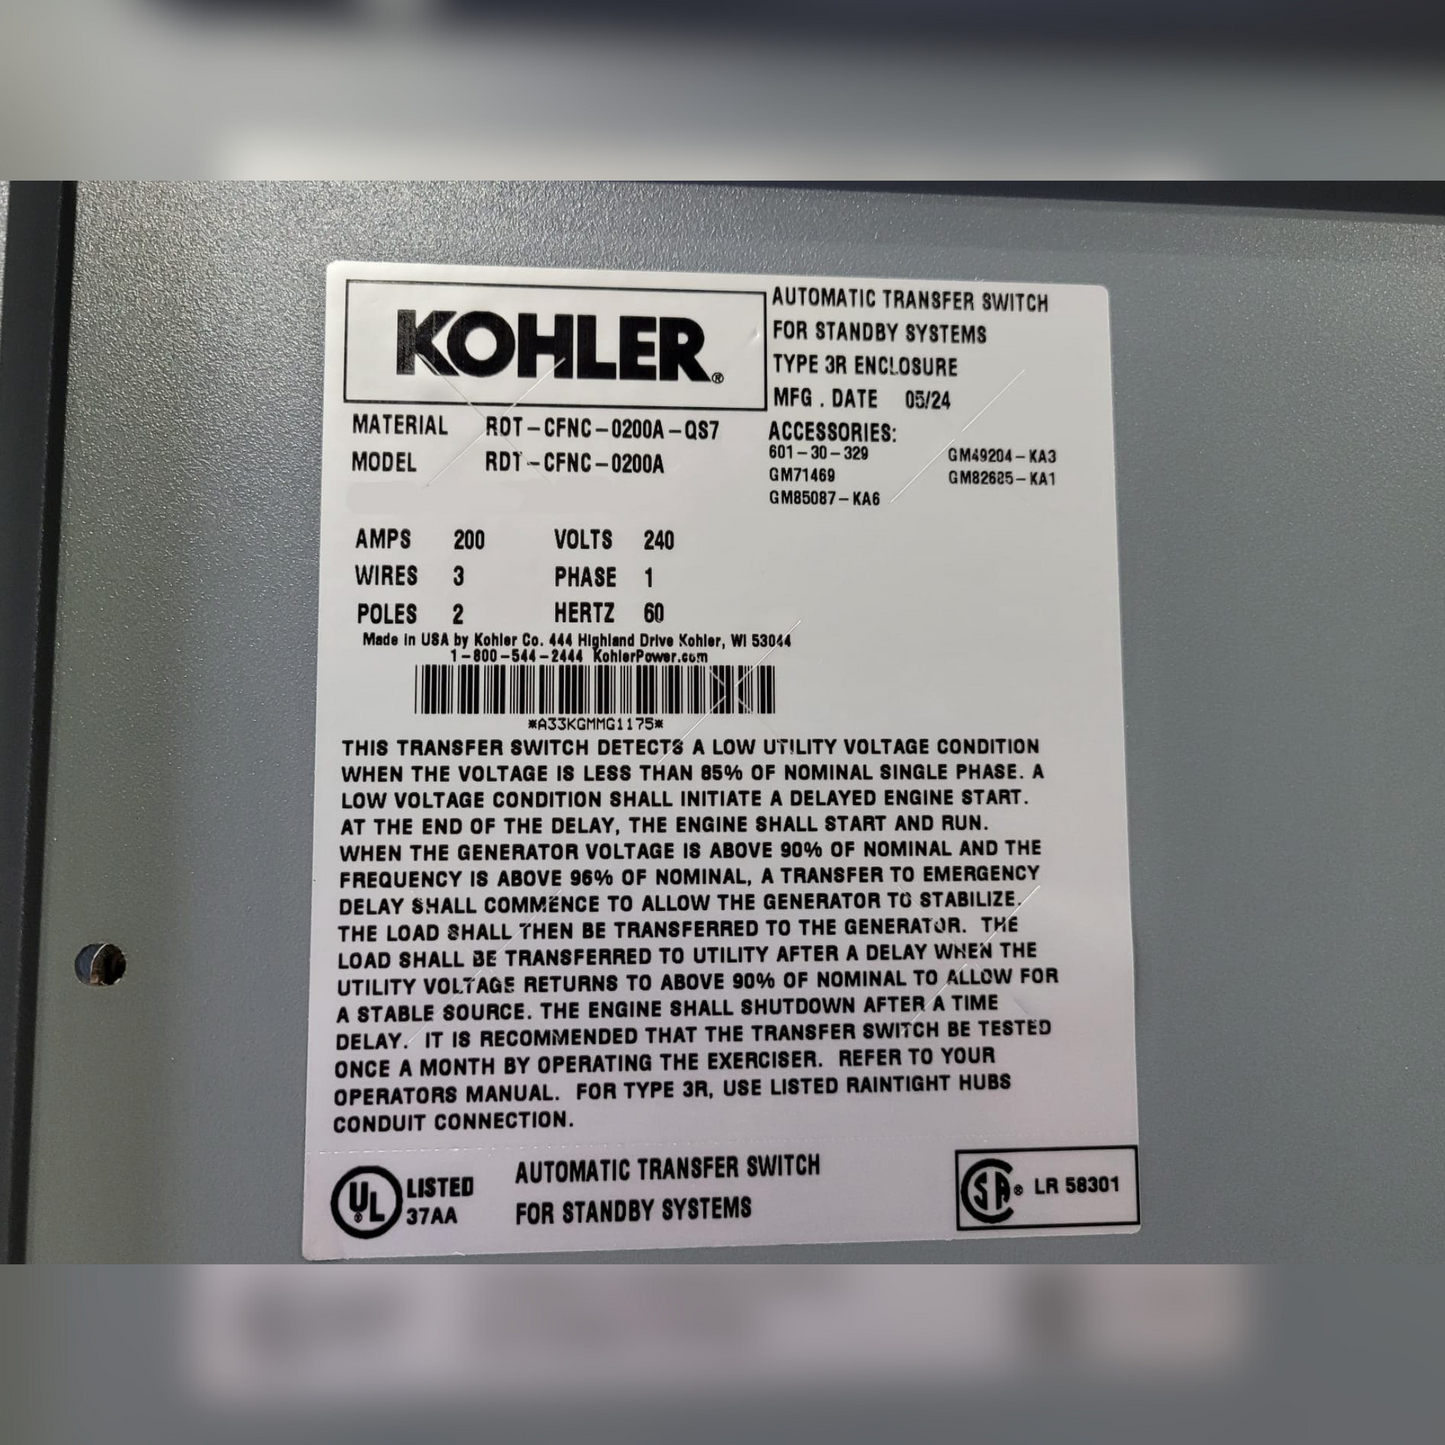 KOHLER®
AUTOMATIC TRANSFER SWITCH
FOR STANDBY SYSTEMS
TYPE 3R ENCLOSURE
MFG . DATE 05/24
MATERIAL RDT-CFNC-0200A-QS7
MODEL RDT-CFNC-0200A
ACCESSORIES:
601-30-329 GM49204-KA3
GM71469 GM82685-KA1
GM85087-KA6
AMPS 200 VOLTS 240
WIRES 3 PHASE 1
POLES 2 HERTZ 60
Made in USA by Kohler Co. 444 Highland Drive Kohler, WI 53044
1-800-544-2444 KohlerPower.com
*A33KGMMG1175*
THIS TRANSFER SWITCH DETECTS A LOW UTILITY VOLTAGE CONDITION
WHEN THE VOLTAGE IS LESS THAN 85% OF NOMINAL SINGLE PHASE. A
LOW VOLTAGE CONDITION SHALL INITIATE A DELAYED ENGINE START.
AT THE END OF THE DELAY, THE ENGINE SHALL START AND RUN.
WHEN THE GENERATOR VOLTAGE IS ABOVE 90% OF NOMINAL AND THE
FREQUENCY IS ABOVE 96% OF NOMINAL, A TRANSFER TO EMERGENCY
DELAY SHALL COMMENCE TO ALLOW THE GENERATOR TO STABILIZE.
THE LOAD SHALL THEN BE TRANSFERRED TO THE GENERATOR. THE
LOAD SHALL BE TRANSFERRED TO UTILITY AFTER A DELAY WHEN THE
UTILITY VOLTAGE RETURNS TO ABOVE 90% OF NOMINAL TO ALLOW FOR
A STABLE SOURCE. THE ENGINE SHALL SHUTDOWN AFTER A TIME
DELAY. IT IS RECOMMENDED THAT THE TRANSFER SWITCH BE TESTED
ONCE A MONTH BY OPERATING THE EXERCISER. REFER TO YOUR
OPERATORS MANUAL. FOR TYPE 3R, USE LISTED RAINTIGHT HUBS
CONDUIT CONNECTION.
UL® LISTED
37AA
AUTOMATIC TRANSFER SWITCH
FOR STANDBY SYSTEMS
CSA® LR 58301